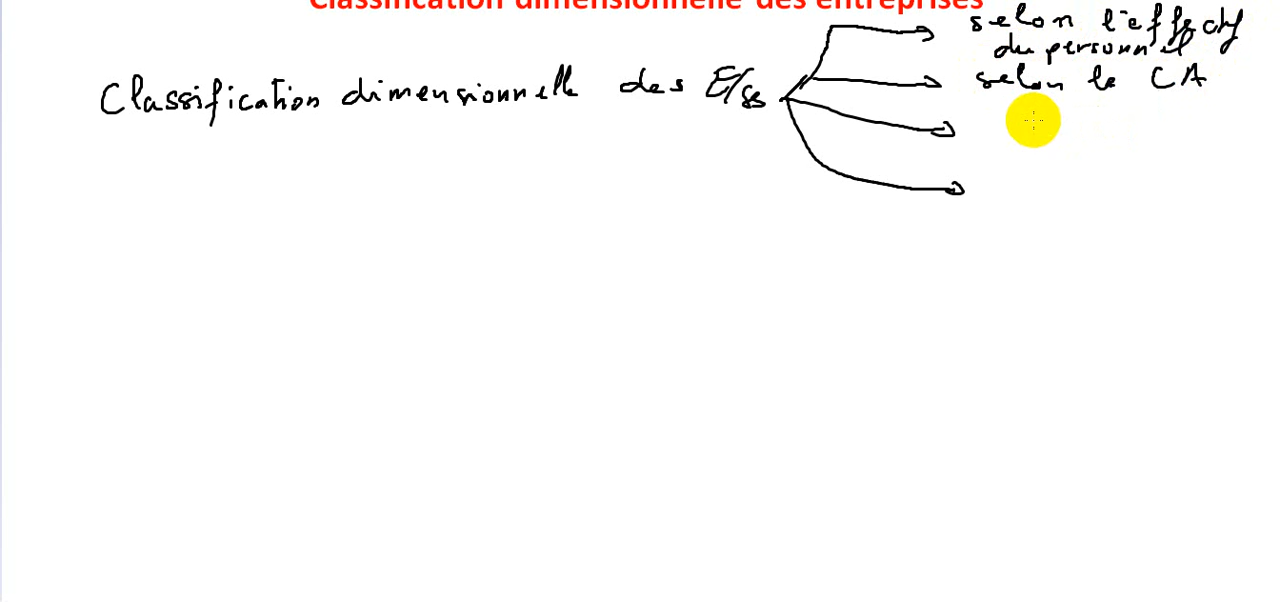 Classification dimensionnelle des entreprises
selon l'effectif
du personnel
Classification dimensionnelle des E/ses
selon le CA